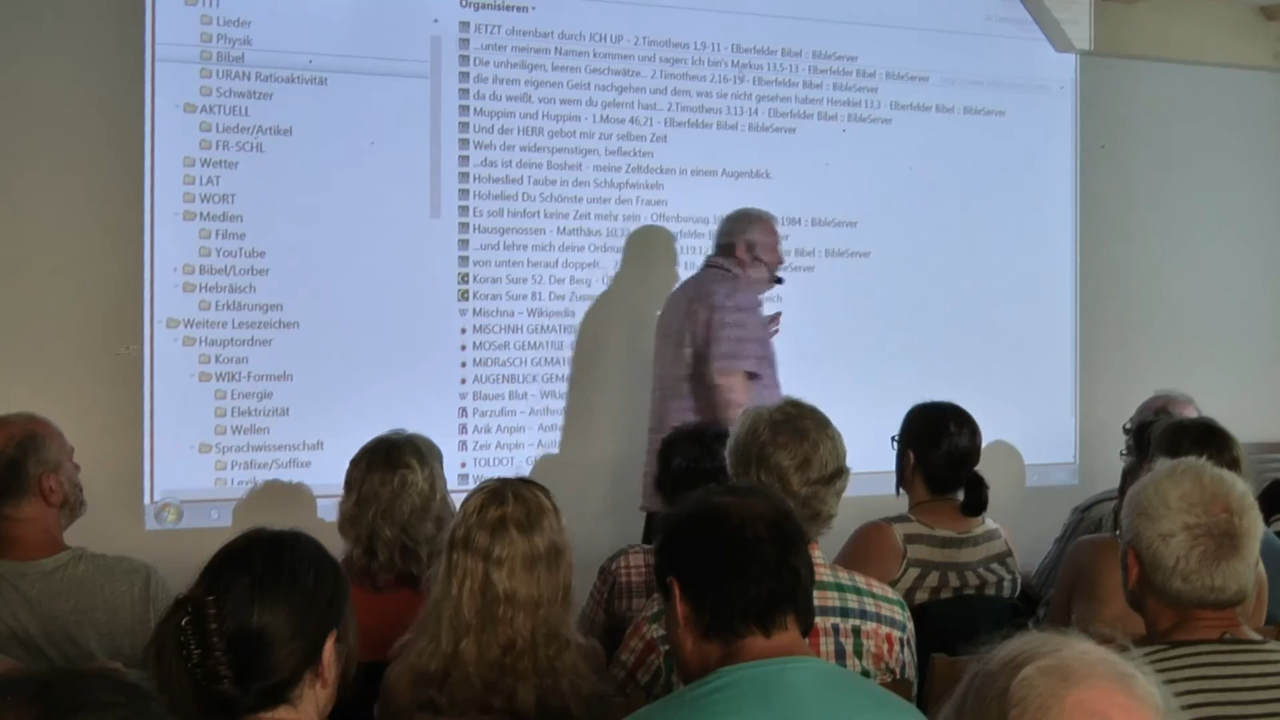 TTT
Lieder
Physik
Bibel
URAN Ratioaktivität
Schwätzer
AKTUELL
Lieder/Artikel
FR-SCHL
Wetter
LAT
WORT
Medien
Filme
YouTube
Bibel/Lorber
Hebräisch
Erklärungen
Weitere Lesezeichen
Hauptordner
Koran
WIKI-Formeln
Energie
Elektrizität
Wellen
Sprachwissenschaft
Präfixe/Suffixe
Organisieren
JETZT ohrenbart durch JCH UP - 2.Timotheus 1,9-11 - Elberfelder Bibel :: BibleServer
...unter meinem Namen kommen und sagen: Ich bin's Markus 13,5-13 - Elberfelder Bibel :: BibleServer
Die unheiligen, leeren Geschwätze... 2.Timotheus 2,16-19 - Elberfelder Bibel :: BibleServer
die ihrem eigenen Geist nachgehen und dem, was sie nicht gesehen haben! Hesekiel 13,3 - Elberfelder Bibel :: BibleServer
da du weißt, von wem du gelernt hast... 2.Timotheus 3,13-14 - Elberfelder Bibel :: BibleServer
Muppim und Huppim - 1.Mose 46,21 - Elberfelder Bibel :: BibleServer
Und der HERR gebot mir zur selben Zeit
Weh der widerspenstigen, befleckten
...das ist deine Bosheit - meine Zeltdecken in einem Augenblick.
Hoheslied Taube in den Schlupfwinkeln
Hohelied Du Schönste unter den Frauen
Es soll hinfort keine Zeit mehr sein - Offenbarung 1984 :: BibleServer
Hausgenossen - Matthäus 10,
...und lehre mich deine Bibel :: BibleServer
von unten herauf doppelt...
Koran Sure 52. Der Berg -
Koran Sure 81. Der
Mischna – Wikipedia
MiSCHNH
MOSeR
MiDRaSCH
AUGENBLICK
Blaues Blut –
Parzufim –
Arik Anpin -
Zeir Anpin –
TOLDOT -